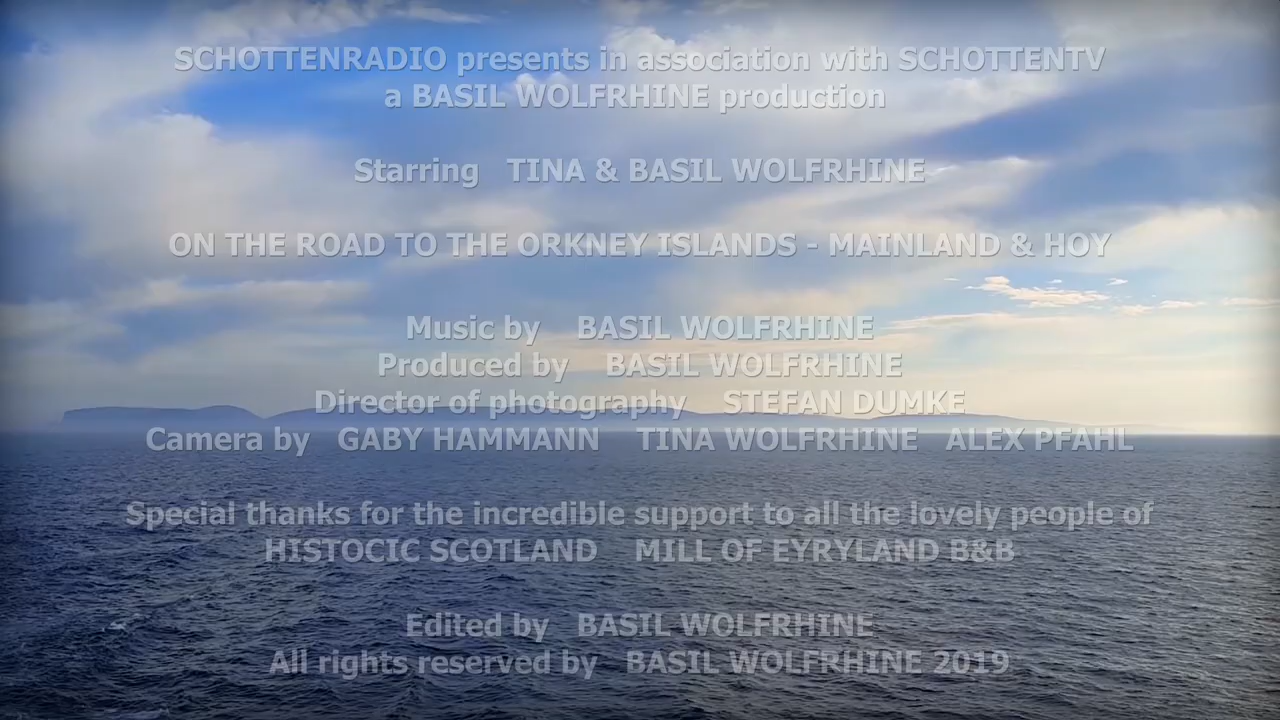 SCHOTTENRADIO presents in association with SCHOTTENTV
a BASIL WOLFRHINE production
Starring TINA & BASIL WOLFRHINE
ON THE ROAD TO THE ORKNEY ISLANDS - MAINLAND & HOY
Music by BASIL WOLFRHINE
Produced by BASIL WOLFRHINE
Director of photography STEFAN DUMKE
Camera by GABY HAMMANN TINA WOLFRHINE ALEX PFAHL
Special thanks for the incredible support to all the lovely people of
HISTOCIC SCOTLAND MILL OF EYRYLAND B&B
Edited by BASIL WOLFRHINE
All rights reserved by BASIL WOLFRHINE 2019